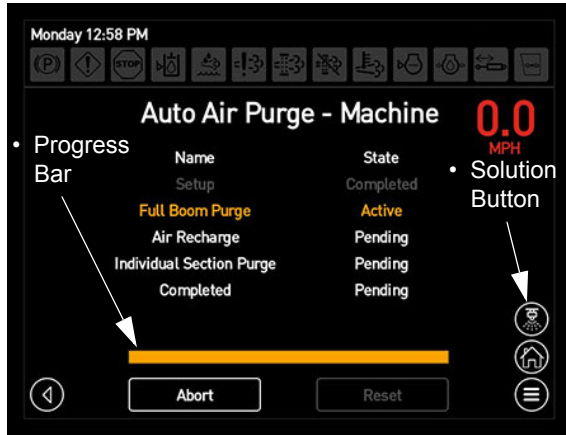 Monday 12:58 PM
(P) STOP
Auto Air Purge - Machine
0.0
MPH
• Progress
Bar
• Solution
Button
Name State
Setup Completed
Full Boom Purge Active
Air Recharge Pending
Individual Section Purge Pending
Completed Pending
Abort Reset